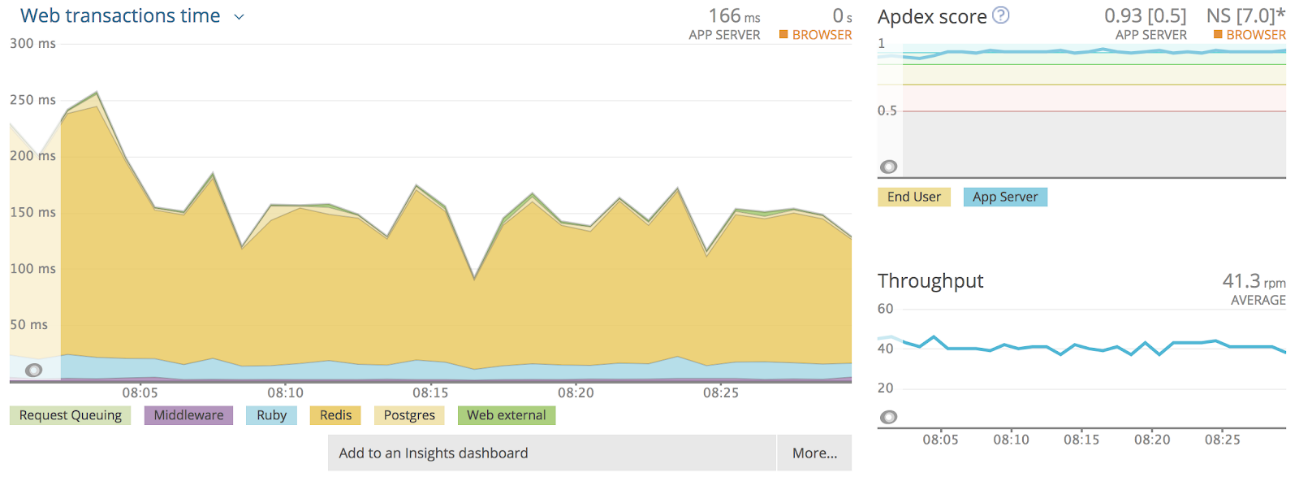 Web transactions time
166 ms
APP SERVER
0 s
BROWSER
300 ms
250 ms
200 ms
150 ms
100 ms
50 ms
08:05 08:10 08:15 08:20 08:25
Request Queuing Middleware Ruby Redis Postgres Web external
Add to an Insights dashboard More...
Apdex score ?
0.93 [0.5]
APP SERVER
NS [7.0]*
BROWSER
1
0.5
End User App Server
Throughput
41.3 rpm
AVERAGE
60
40
20
08:05 08:10 08:15 08:20 08:25